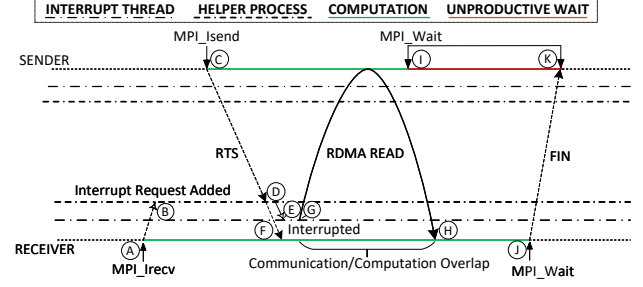 INTERRUPT THREAD HELPER PROCESS COMPUTATION UNPRODUCTIVE WAIT
MPI_Isend MPI_Wait
SENDER C I K
RTS RDMA READ FIN
Interrupt Request Added D
B E G
F Interrupted H
RECEIVER A J
MPI_Irecv Communication/Computation Overlap MPI_Wait